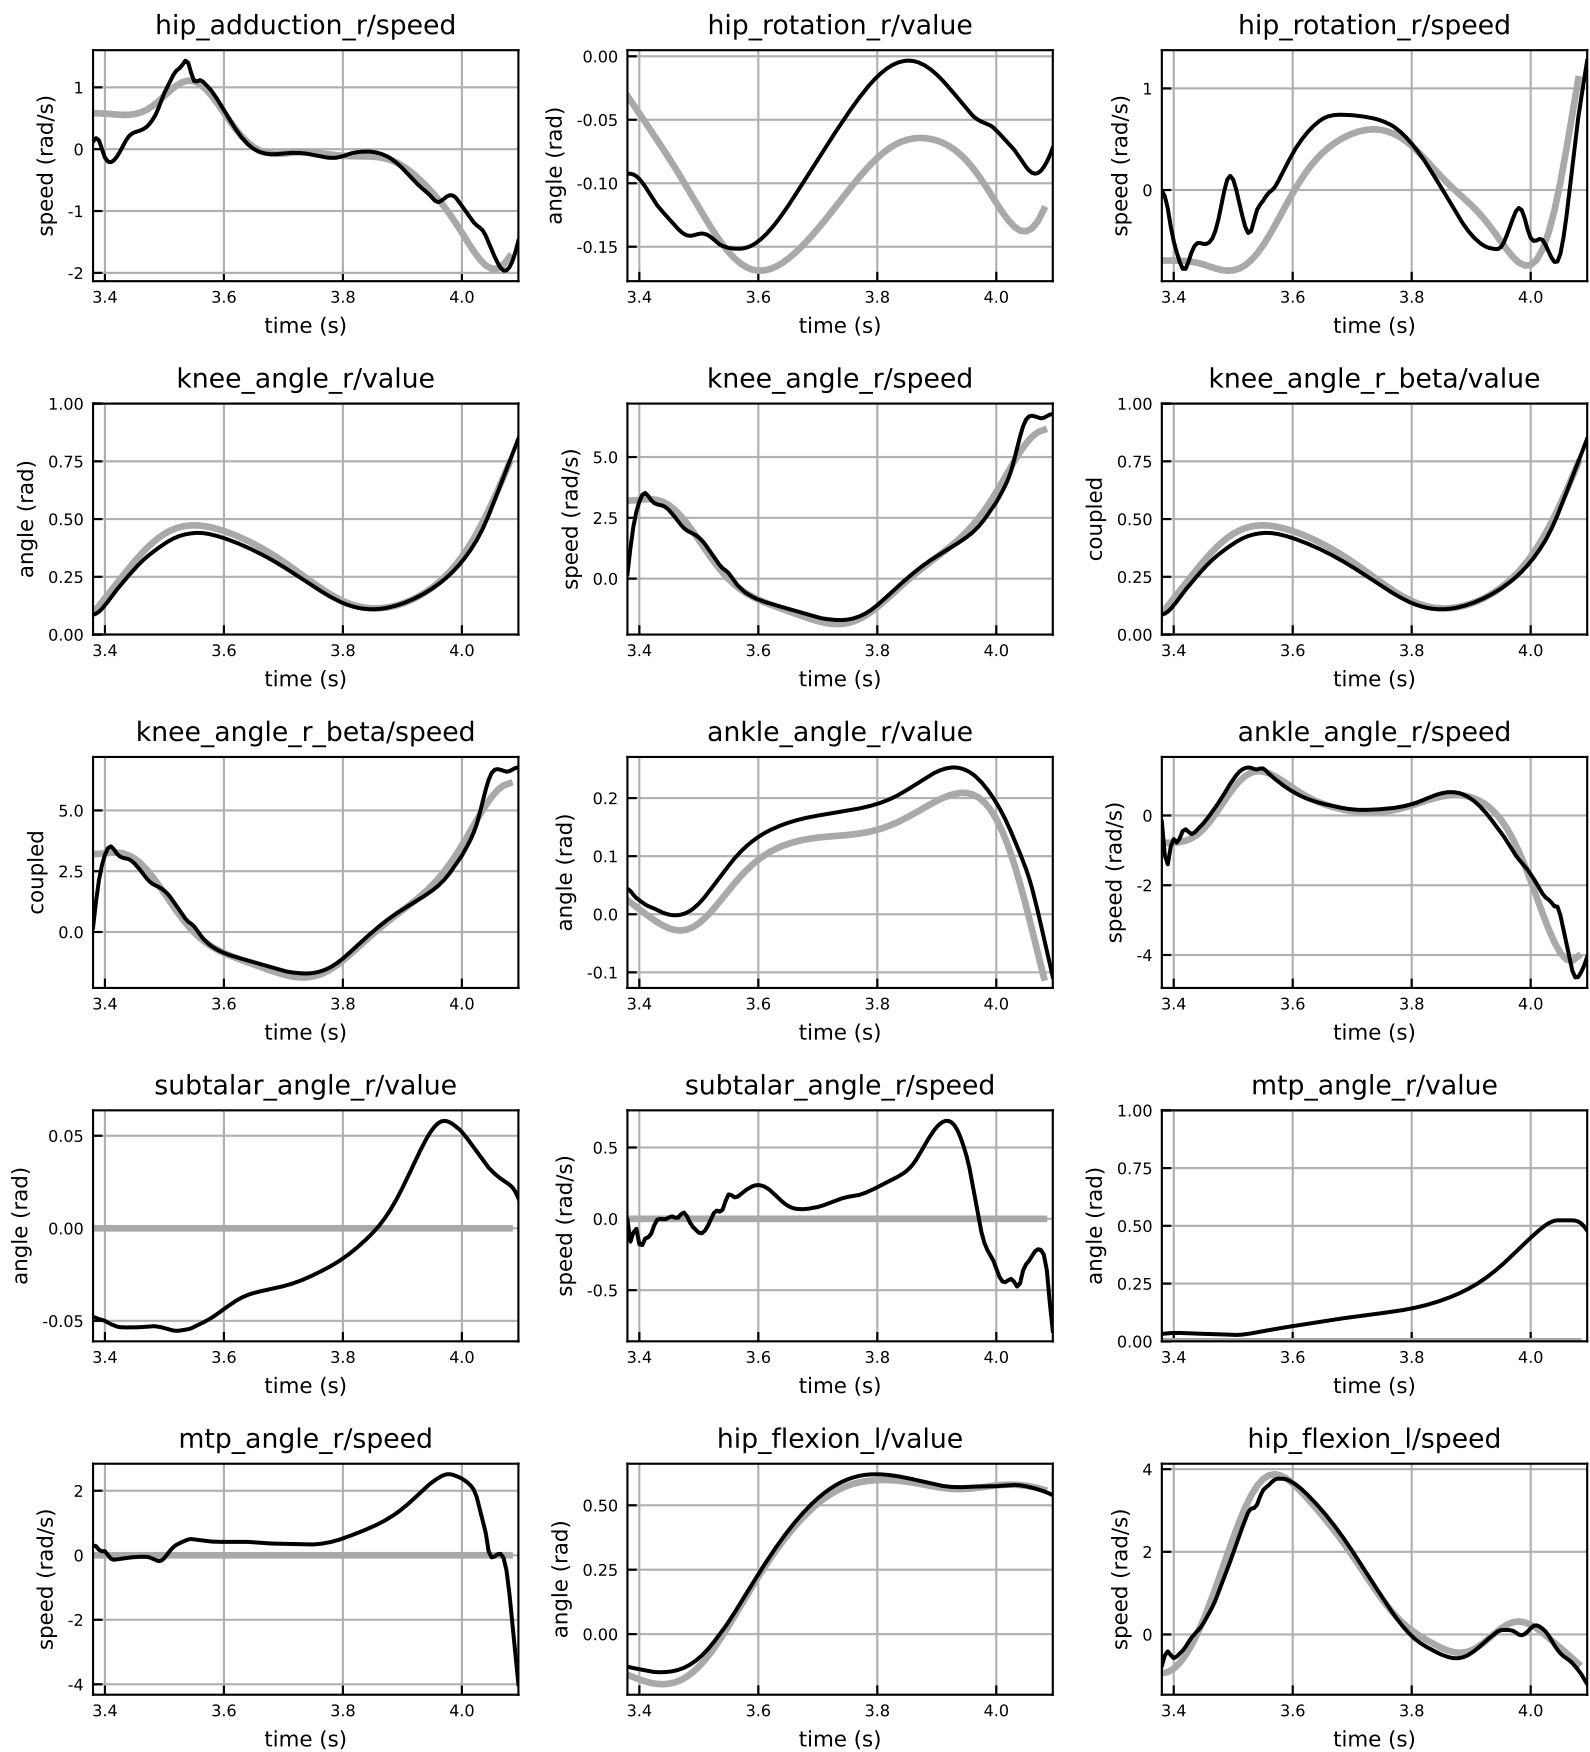 hip_adduction_r/speed hip_rotation_r/value hip_rotation_r/speed
speed (rad/s)
1
0
-1
-2
3.4 3.6 3.8 4.0
time (s)
angle (rad)
0.00
-0.05
-0.10
-0.15
3.4 3.6 3.8 4.0
time (s)
speed (rad/s)
1
0
3.4 3.6 3.8 4.0
time (s)
knee_angle_r/value knee_angle_r/speed knee_angle_r_beta/value
angle (rad)
1.00
0.75
0.50
0.25
0.00
3.4 3.6 3.8 4.0
time (s)
speed (rad/s)
5.0
2.5
0.0
3.4 3.6 3.8 4.0
time (s)
coupled
1.00
0.75
0.50
0.25
0.00
3.4 3.6 3.8 4.0
time (s)
knee_angle_r_beta/speed ankle_angle_r/value ankle_angle_r/speed
coupled
5.0
2.5
0.0
3.4 3.6 3.8 4.0
time (s)
angle (rad)
0.2
0.1
0.0
-0.1
3.4 3.6 3.8 4.0
time (s)
speed (rad/s)
0
-2
-4
3.4 3.6 3.8 4.0
time (s)
subtalar_angle_r/value subtalar_angle_r/speed mtp_angle_r/value
angle (rad)
0.05
0.00
-0.05
3.4 3.6 3.8 4.0
time (s)
speed (rad/s)
0.5
0.0
-0.5
3.4 3.6 3.8 4.0
time (s)
angle (rad)
1.00
0.75
0.50
0.25
0.00
3.4 3.6 3.8 4.0
time (s)
mtp_angle_r/speed hip_flexion_l/value hip_flexion_l/speed
speed (rad/s)
2
0
-2
-4
3.4 3.6 3.8 4.0
time (s)
angle (rad)
0.50
0.25
0.00
3.4 3.6 3.8 4.0
time (s)
speed (rad/s)
4
2
0
3.4 3.6 3.8 4.0
time (s)